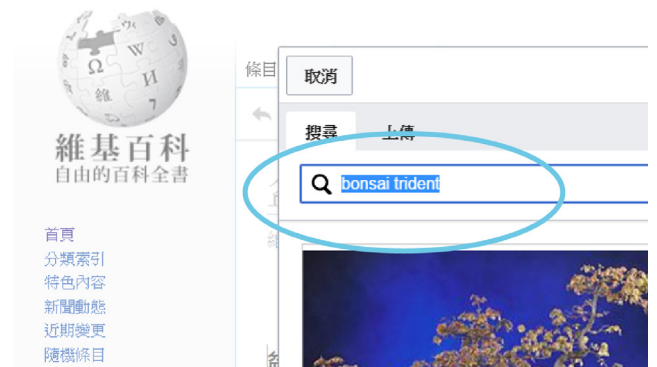 Ω W И
維 7
維基百科
自由的百科全書
首頁
分類索引
特色內容
新聞動態
近期變更
隨機條目
條目
取消
搜尋 上傳
bonsai trident